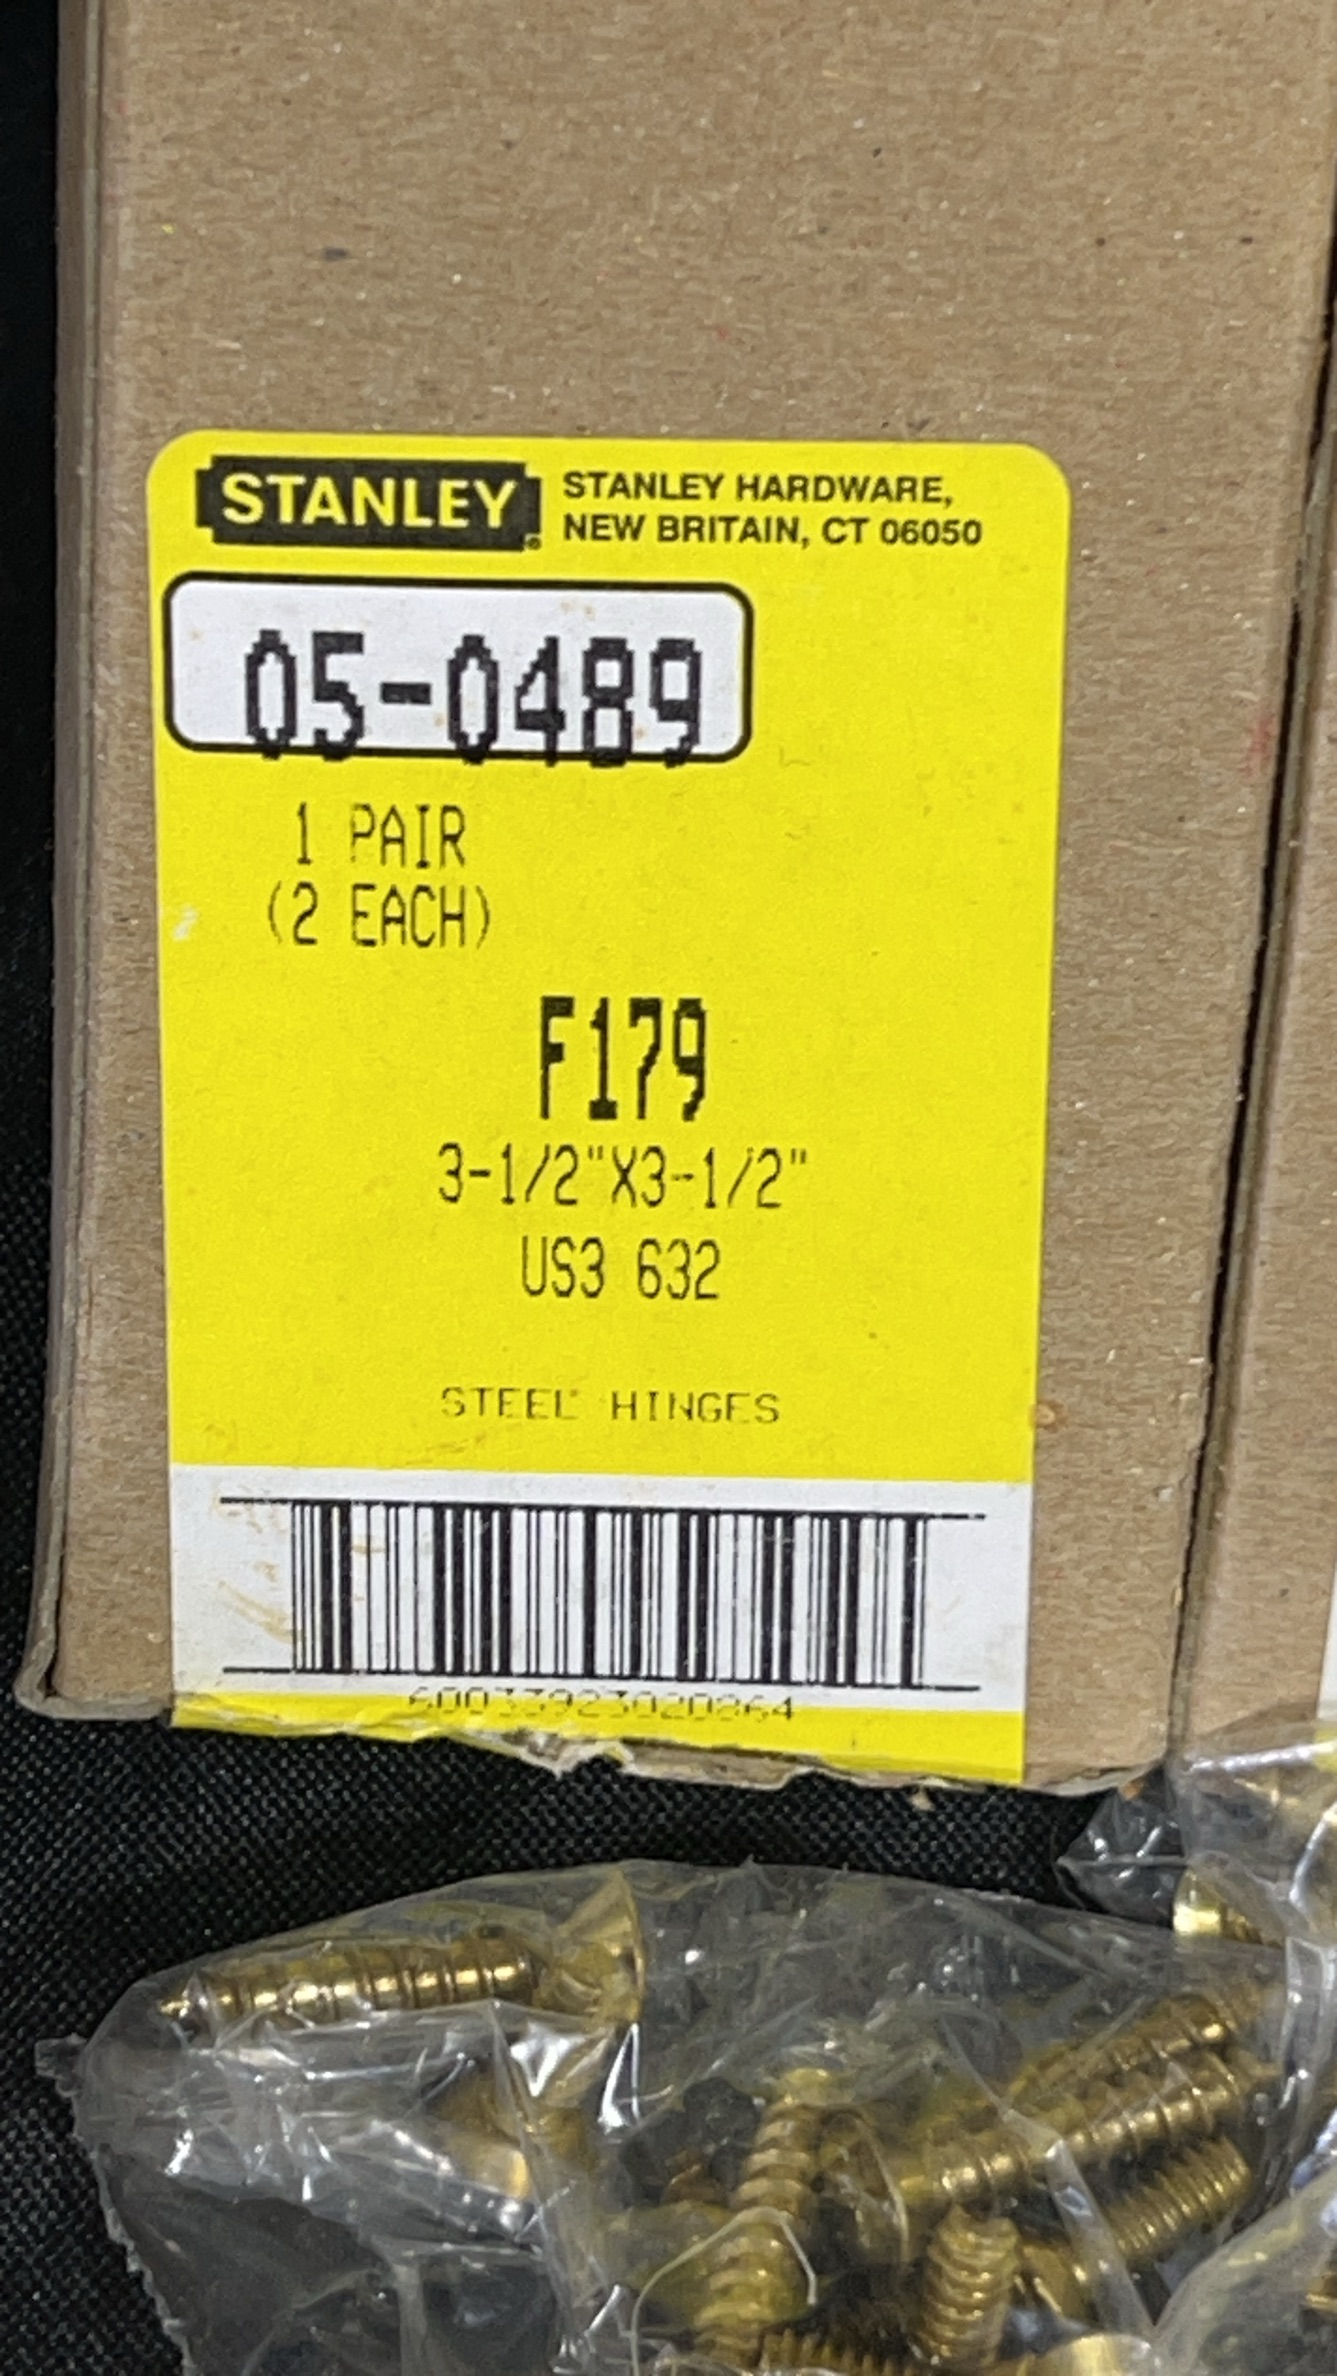 STANLEY
STANLEY HARDWARE,
NEW BRITAIN, CT 06050
05-0489
1 PAIR
(2 EACH)
F179
3-1/2"X3-1/2"
US3 632
STEEL HINGES
60033923020864